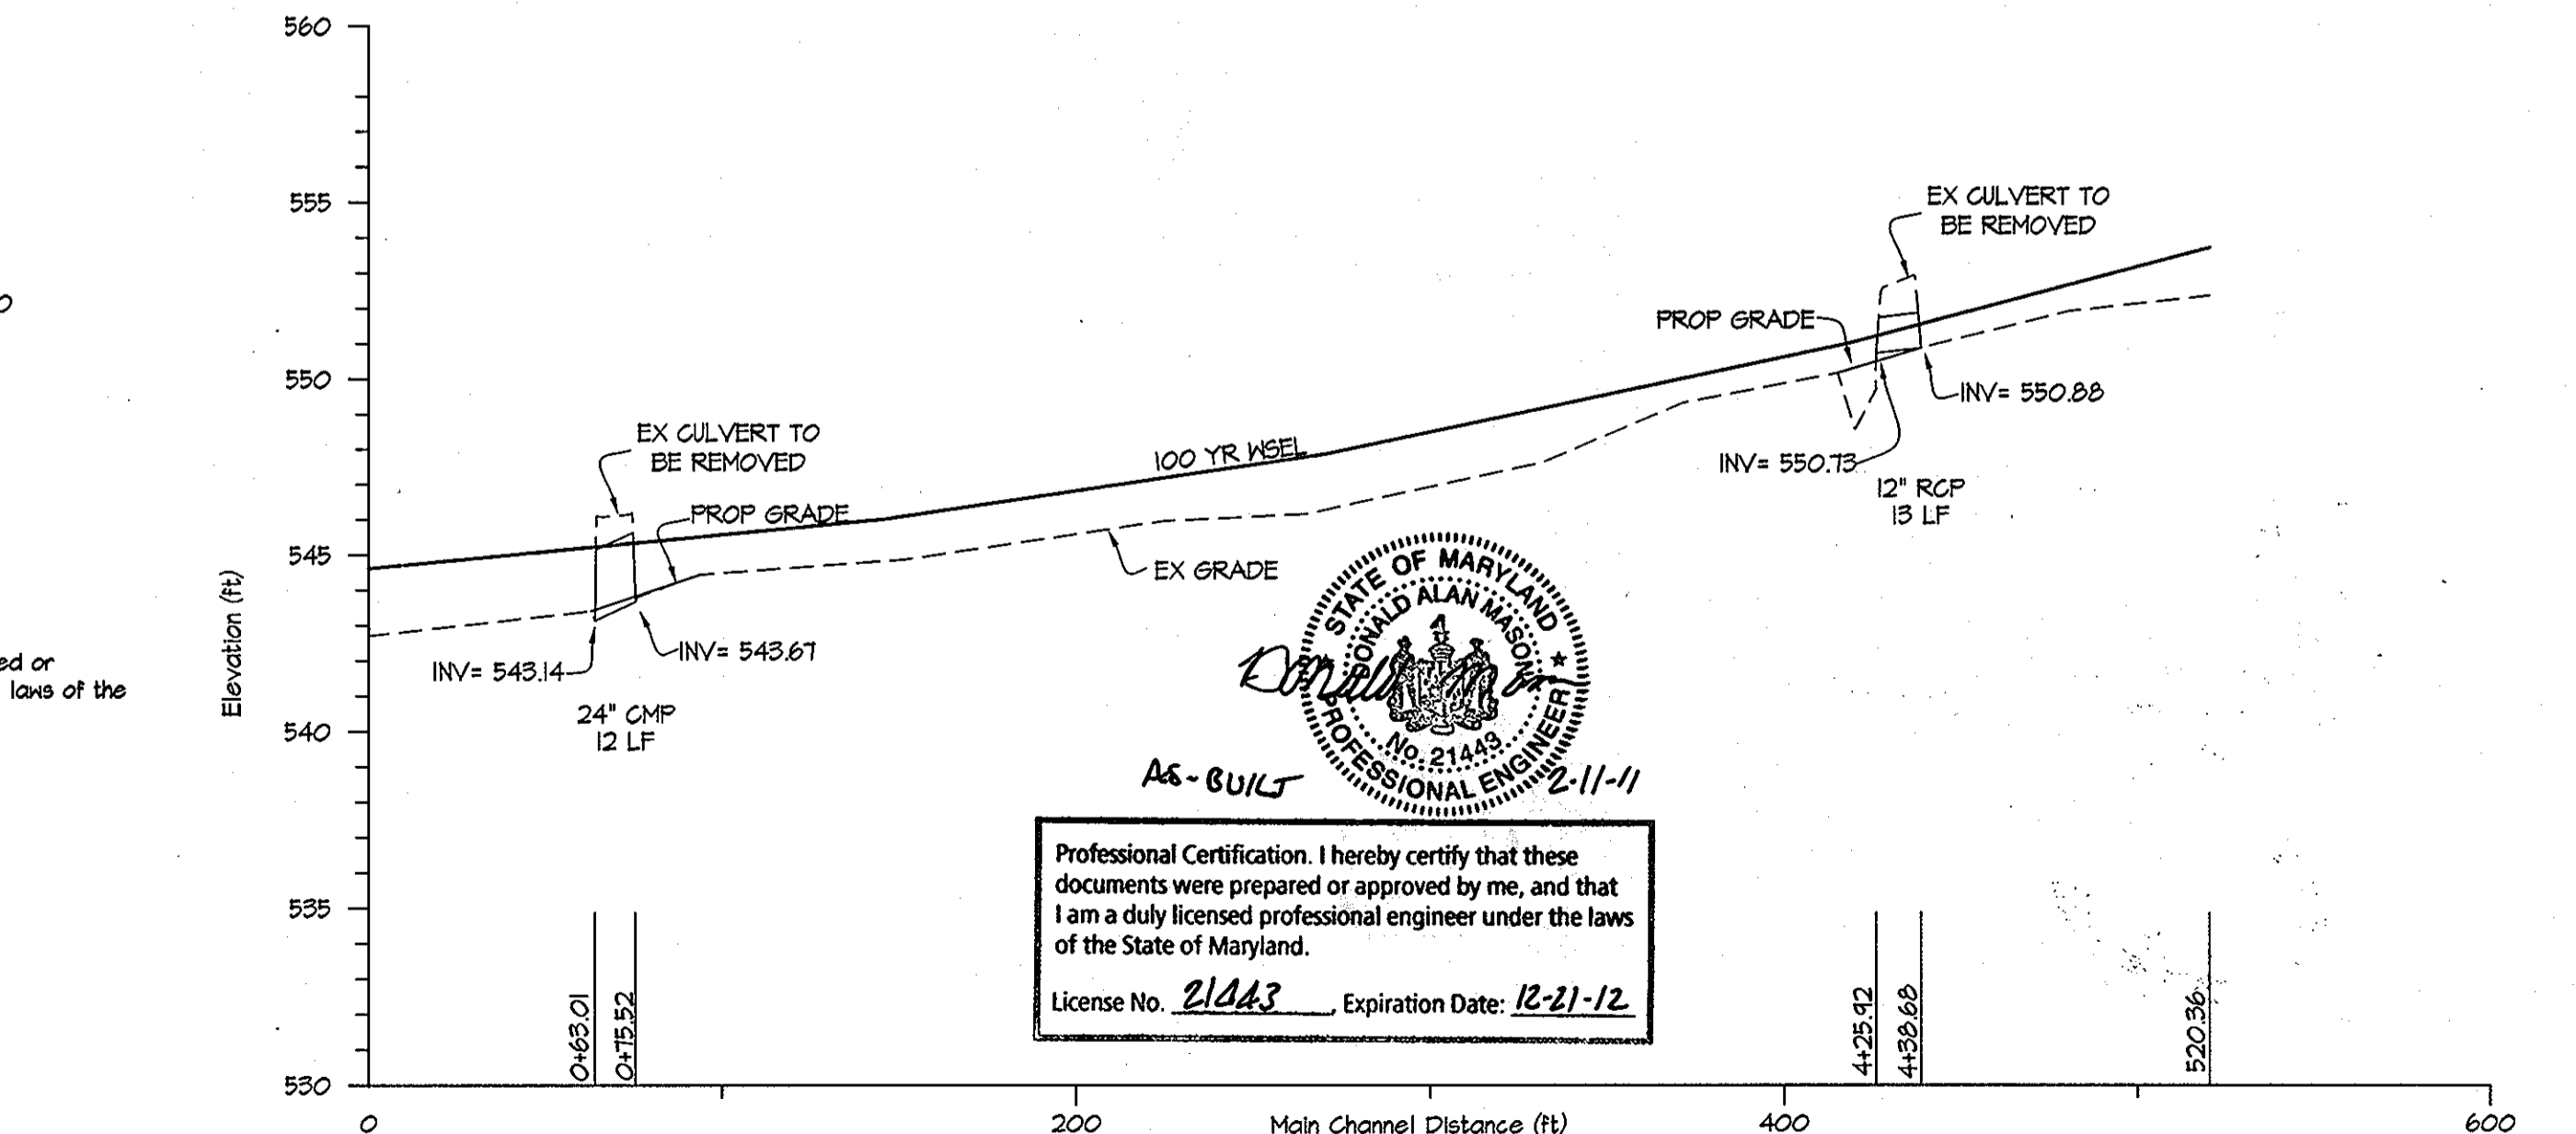 560
555
550
545
540
535
530
Elevation (ft)
ed or
laws of the
EX CULVERT TO
BE REMOVED
PROP GRADE
INV= 543.14
INV= 543.67
24" CMP
12 LF
100 YR WSEL
EX GRADE
EX CULVERT TO
BE REMOVED
PROP GRADE
INV= 550.73
INV= 550.88
12" RCP
13 LF
STATE OF MARYLAND
DONALD ALAN MASON
No. 21443
PROFESSIONAL ENGINEER
AS-BUILT
2-11-11
Professional Certification. I hereby certify that these
documents were prepared or approved by me, and that
I am a duly licensed professional engineer under the laws
of the State of Maryland.
License No. 21443, Expiration Date: 12-21-12
0+63.01
0+75.52
4+25.92
4+38.68
520.36
0
200
400
600
Main Channel Distance (ft)